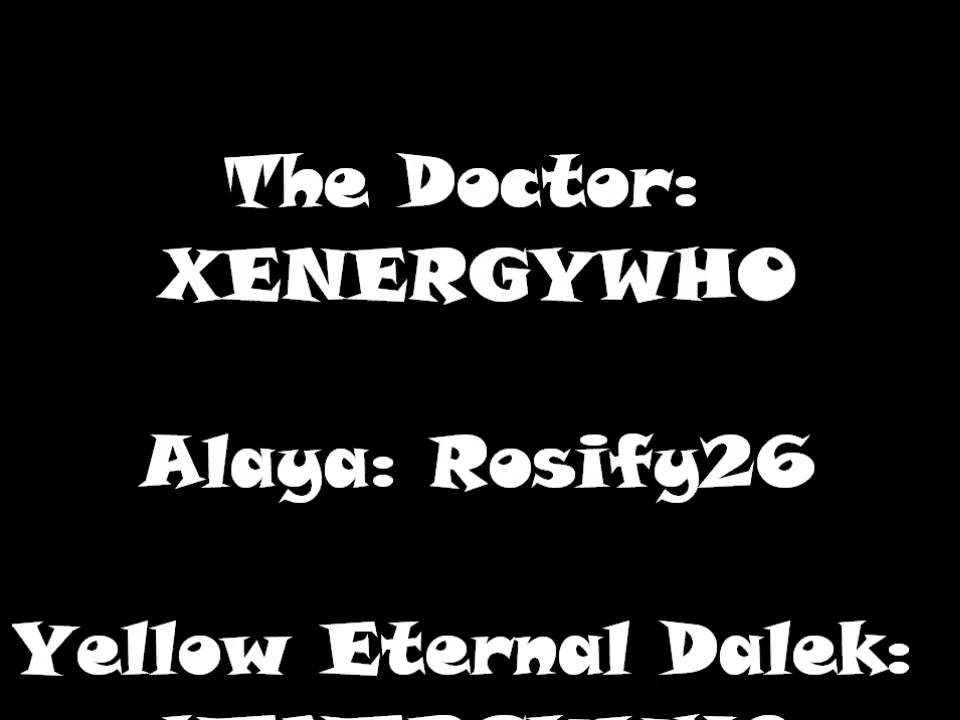 The Doctor:
XENERGYWHO
Alaya: Rosify26
Yellow Eternal Dalek: